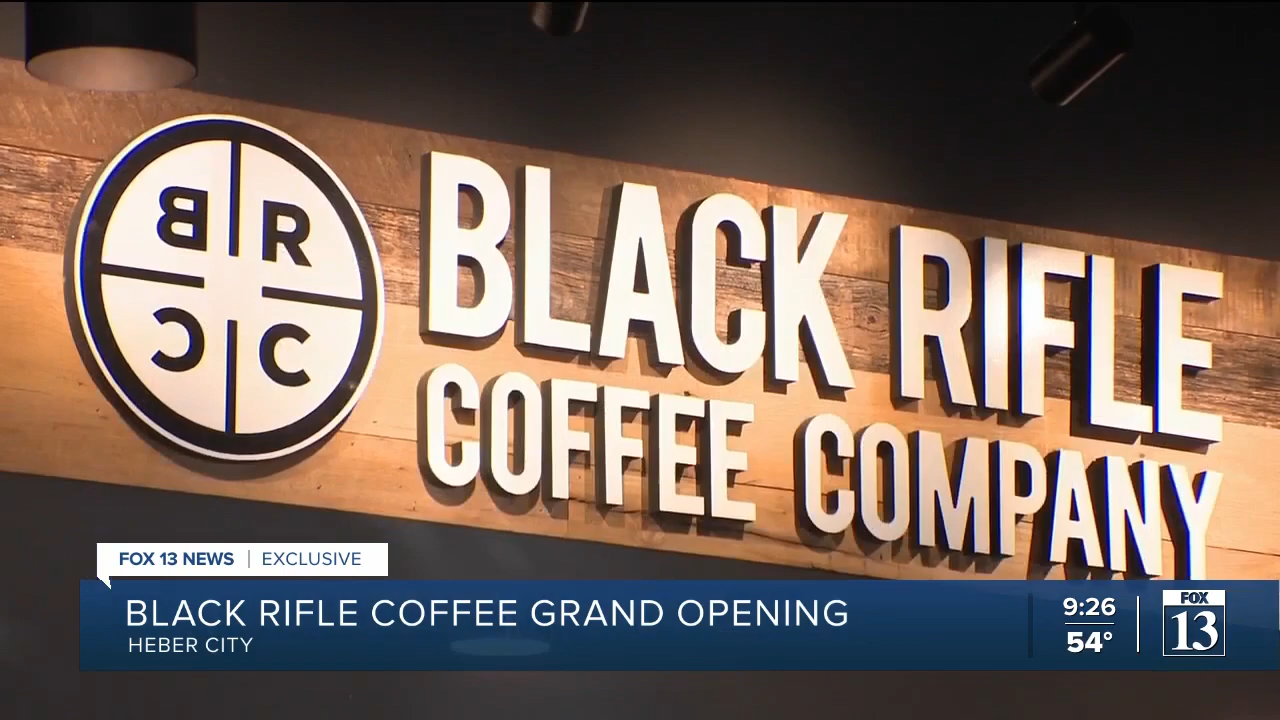 B R
C C
BLACK RIFLE
COFFEE COMPANY
FOX 13 NEWS | EXCLUSIVE
BLACK RIFLE COFFEE GRAND OPENING
HEBER CITY
9:26
54°
FOX
13